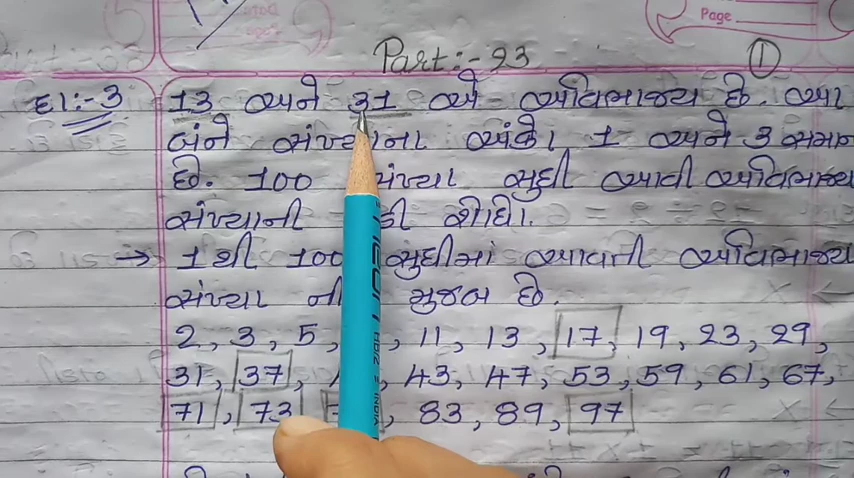 Page
Part:-23
1
દા:-3 13 અને 31 એ અવિભાજ્ય છે. આ
બંને સંખ્યાના અંકો 1 અને 3 સમાન
છે. 100 સંખ્યા સુધી આવી અવિભાજ્ય
સંખ્યાની શોધો.
→ 1 થી 100 સુધીમાં આવતી અવિભાજ્ય
સંખ્યા મુજબ છે.
2, 3, 5, 11, 13, 17, 19, 23, 29,
31, 37, 43, 47, 53, 59, 61, 67,
71, 73, 83, 89, 97